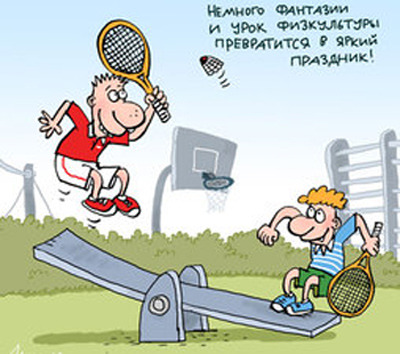 Немного фантазии
и урок физкультуры
превратится в яркий
праздник!